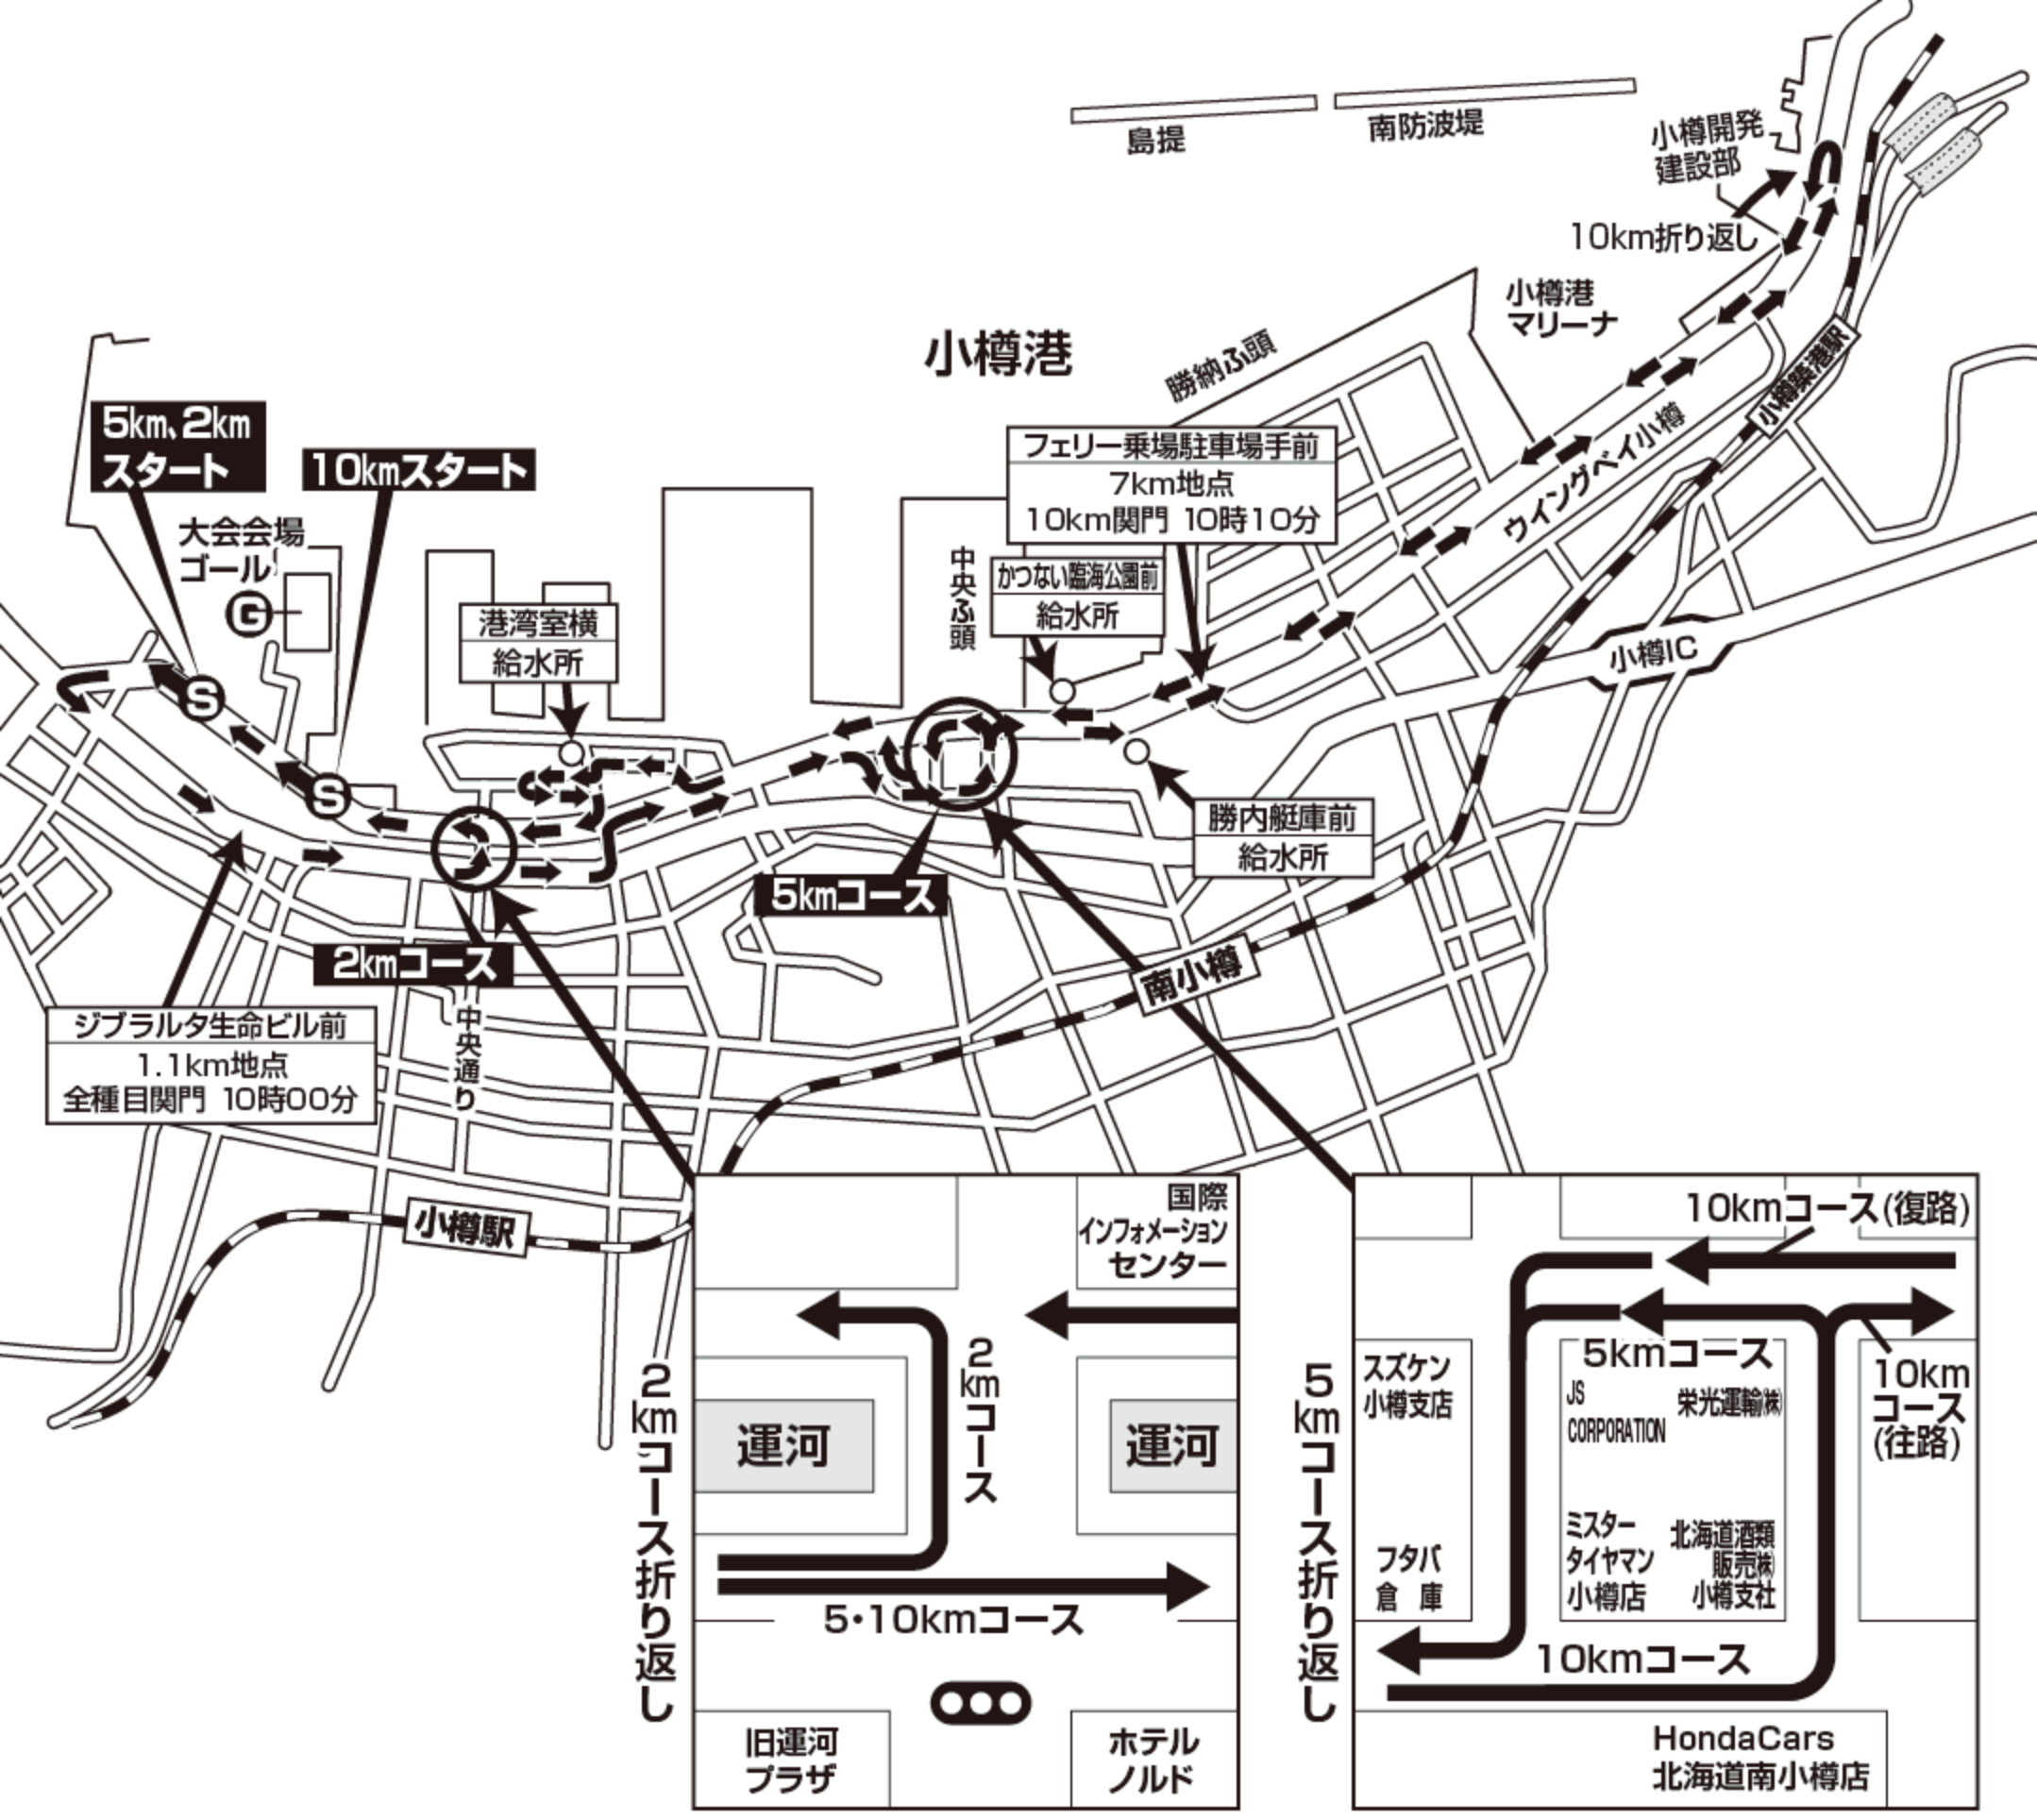 島提
南防波堤
小樽開発
建設部
10km折り返し
小樽港
マリーナ
小樽港
勝納ふ頭
小樽築港駅
ウイングベイ小樽
5km、2km
スタート
10kmスタート
大会会場
ゴール
G
S
S
港湾室横
給水所
中央ふ頭
フェリー乗場駐車場手前
7km地点
10km関門 10時10分
かつない臨海公園前
給水所
小樽IC
勝内艇庫前
給水所
5kmコース
2kmコース
南小樽
ジブラルタ生命ビル前
1.1km地点
全種目関門 10時00分
中央通り
小樽駅
2kmコース折り返し
国際
インフォメーション
センター
2kmコース
運河
運河
5・10kmコース
旧運河
プラザ
ホテル
ノルド
5kmコース折り返し
10kmコース(復路)
5kmコース
10km
コース
(往路)
スズケン
小樽支店
JS
CORPORATION
栄光運輸㈱
フタバ
倉庫
ミスター
タイヤマン
小樽店
北海道酒類
販売㈱
小樽支社
10kmコース
HondaCars
北海道南小樽店